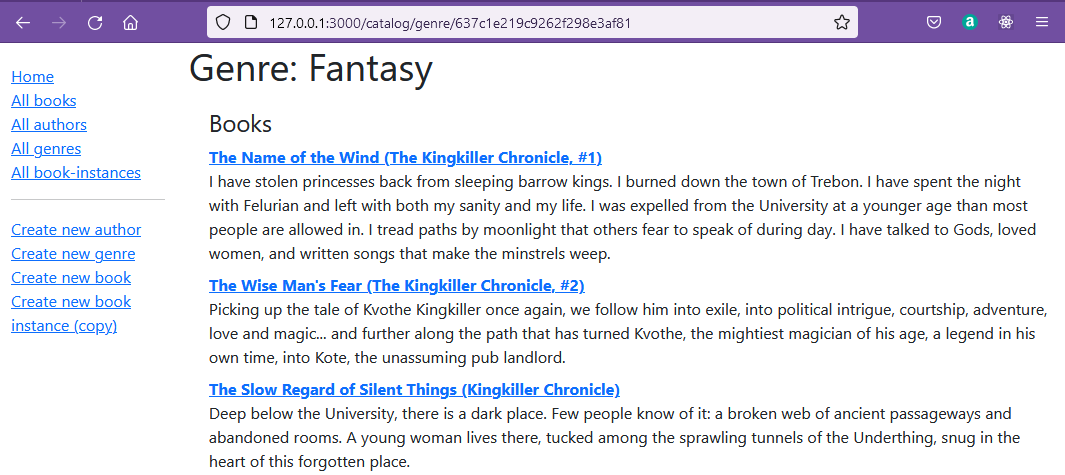 127.0.0.1:3000/catalog/genre/637c1e219c9262f298e3af81
a
Home
All books
All authors
All genres
All book-instances
Create new author
Create new genre
Create new book
Create new book
instance (copy)
Genre: Fantasy
Books
The Name of the Wind (The Kingkiller Chronicle, #1)
I have stolen princesses back from sleeping barrow kings. I burned down the town of Trebon. I have spent the night
with Felurian and left with both my sanity and my life. I was expelled from the University at a younger age than most
people are allowed in. I tread paths by moonlight that others fear to speak of during day. I have talked to Gods, loved
women, and written songs that make the minstrels weep.
The Wise Man's Fear (The Kingkiller Chronicle, #2)
Picking up the tale of Kvothe Kingkiller once again, we follow him into exile, into political intrigue, courtship, adventure,
love and magic... and further along the path that has turned Kvothe, the mightiest magician of his age, a legend in his
own time, into Kote, the unassuming pub landlord.
The Slow Regard of Silent Things (Kingkiller Chronicle)
Deep below the University, there is a dark place. Few people know of it: a broken web of ancient passageways and
abandoned rooms. A young woman lives there, tucked among the sprawling tunnels of the Underthing, snug in the
heart of this forgotten place.